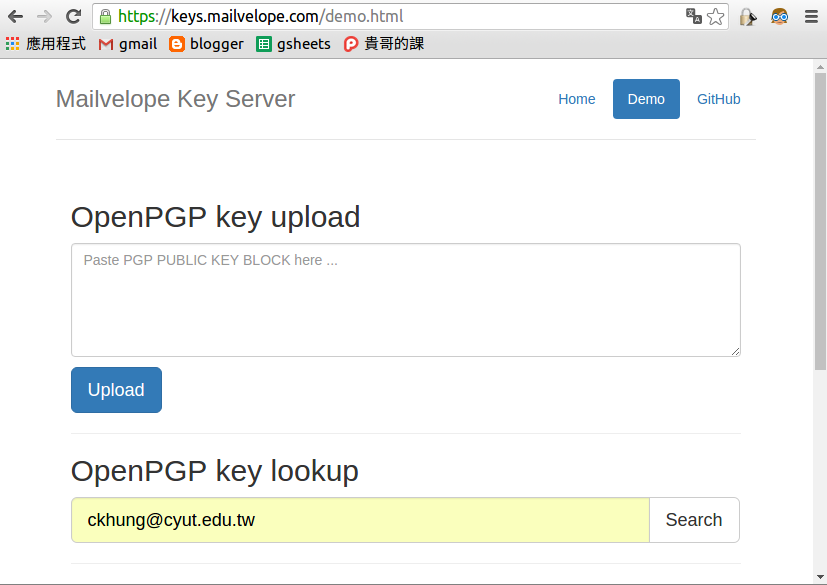 https://keys.mailvelope.com/demo.html
應用程式 gmail blogger gsheets 貴哥的課
Mailvelope Key Server Home Demo GitHub
OpenPGP key upload
Paste PGP PUBLIC KEY BLOCK here ...
Upload
OpenPGP key lookup
ckhung@cyut.edu.tw Search